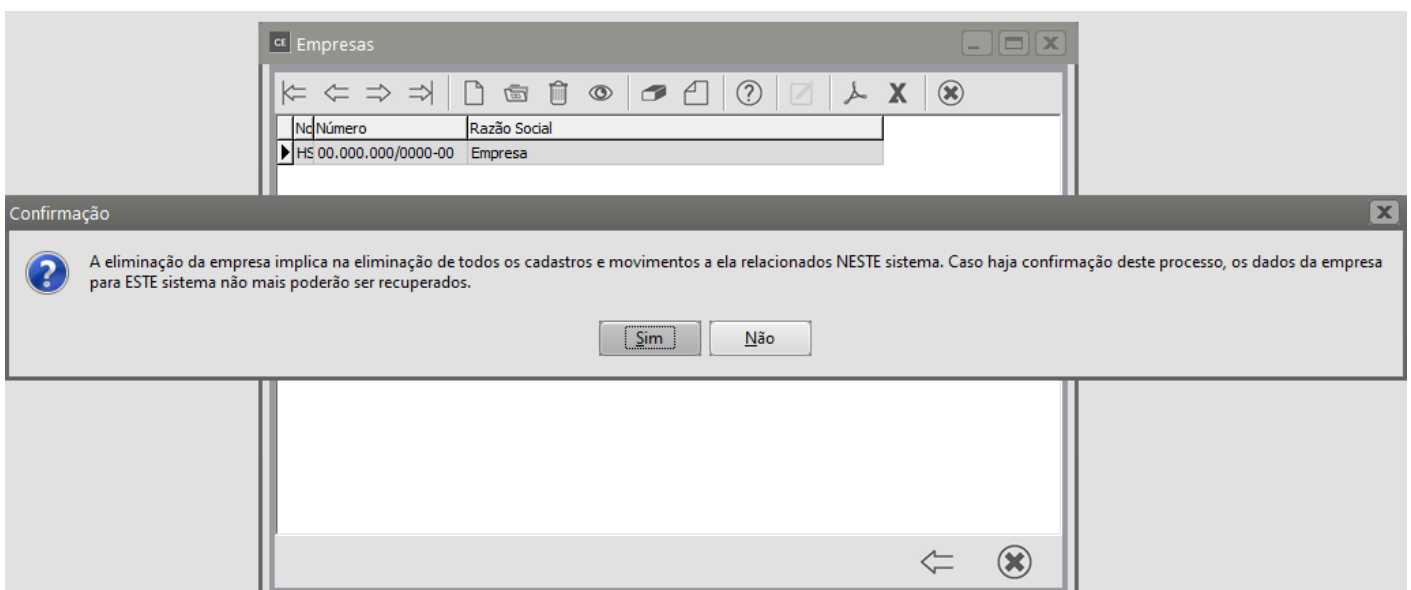 CE Empresas
No Número Razão Social
HS 00.000.000/0000-00 Empresa
Confirmação
A eliminação da empresa implica na eliminação de todos os cadastros e movimentos a ela relacionados NESTE sistema. Caso haja confirmação deste processo, os dados da empresa
para ESTE sistema não mais poderão ser recuperados.
Sim Não